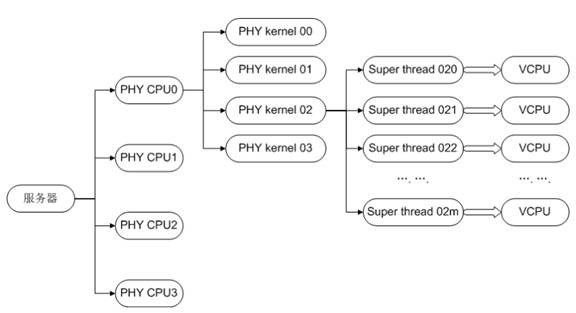 服务器
PHY CPU0
PHY CPU1
PHY CPU2
PHY CPU3
PHY kernel 00
PHY kernel 01
PHY kernel 02
PHY kernel 03
Super thread 020
VCPU
Super thread 021
VCPU
Super thread 022
VCPU
... ...
... ...
Super thread 02m
VCPU